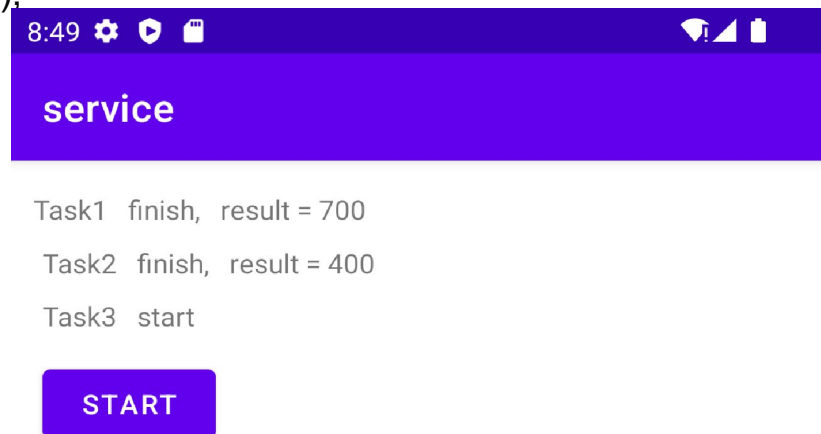 );
8:49
service
Task1 finish, result = 700
Task2 finish, result = 400
Task3 start
START